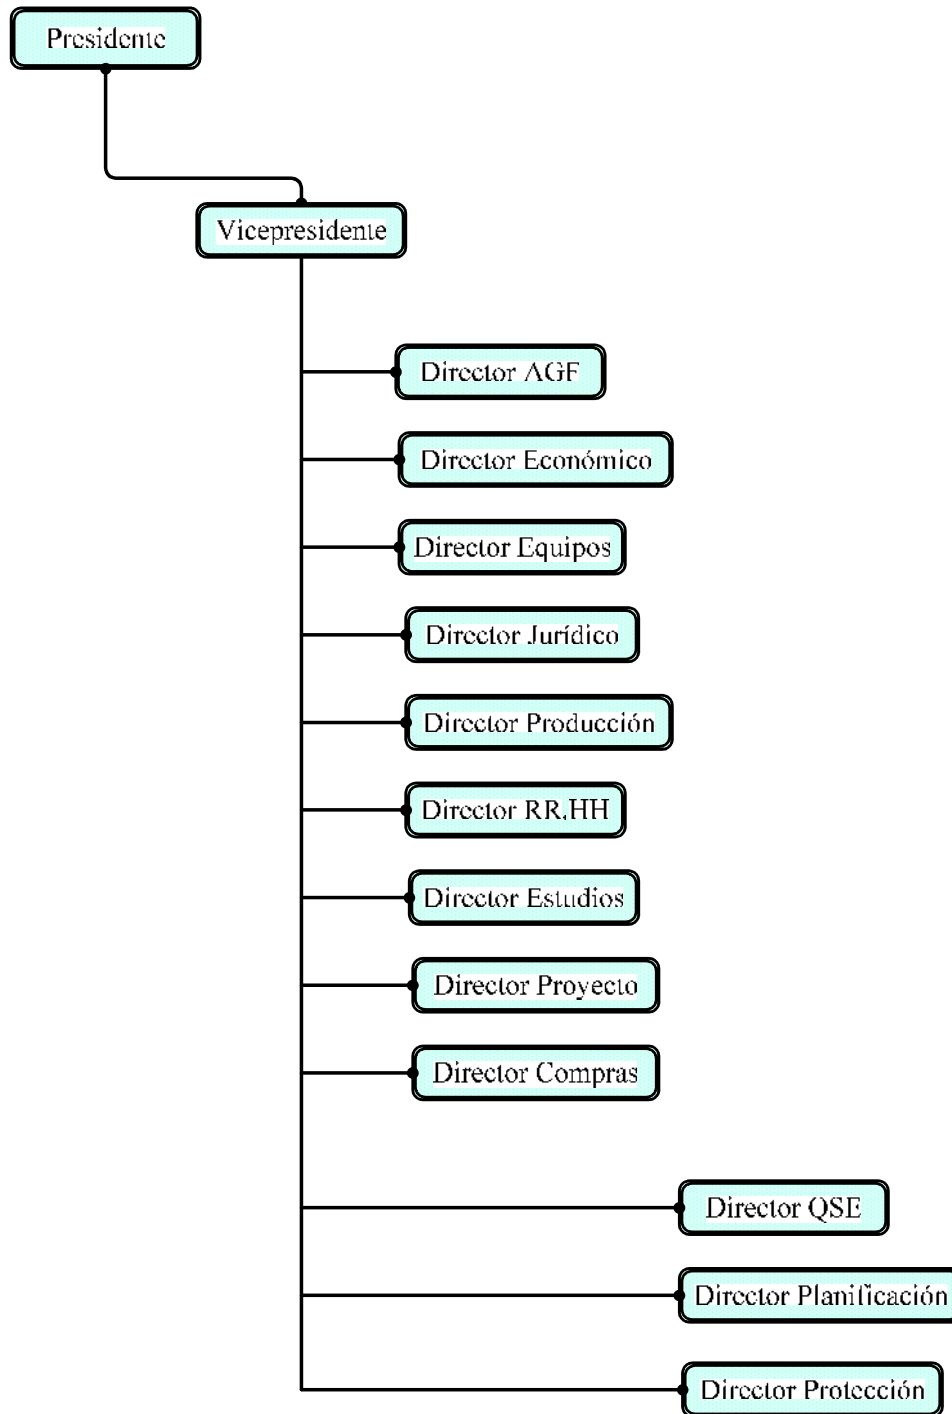 Presidente
Vicepresidente
Director AGF
Director Económico
Director Equipos
Director Jurídico
Director Producción
Director RR.HH
Director Estudios
Director Proyecto
Director Compras
Director QSE
Director Planificación
Director Protección